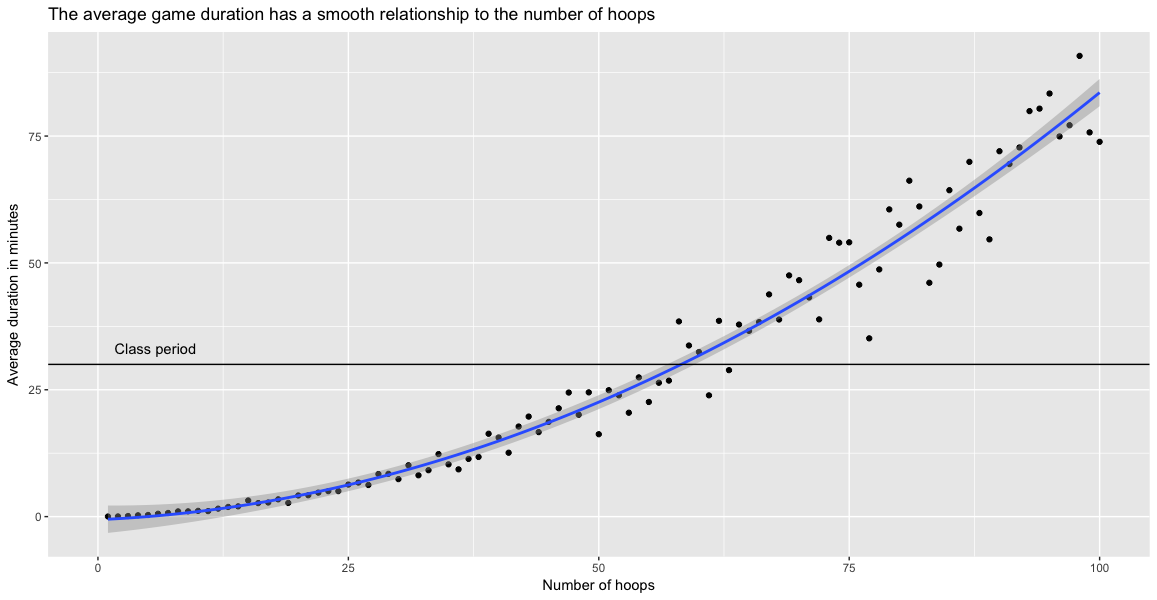 The average game duration has a smooth relationship to the number of hoops
Average duration in minutes
75
50
25
0
Class period
0
25
50
75
100
Number of hoops